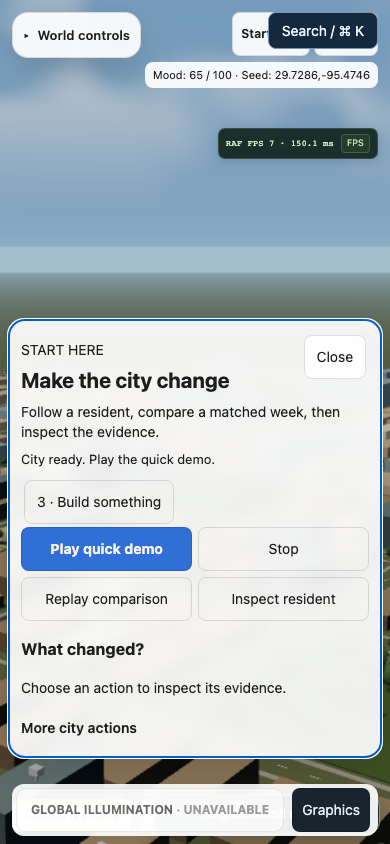 ▸ World controls
Star
Search / ⌘ K
Mood: 65 / 100 · Seed: 29.7286,-95.4746
RAF FPS 7 · 150.1 ms
FPS
START HERE
Close
Make the city change
Follow a resident, compare a matched week, then
inspect the evidence.
City ready. Play the quick demo.
3 · Build something
Play quick demo
Stop
Replay comparison
Inspect resident
What changed?
Choose an action to inspect its evidence.
More city actions
GLOBAL ILLUMINATION · UNAVAILABLE
Graphics